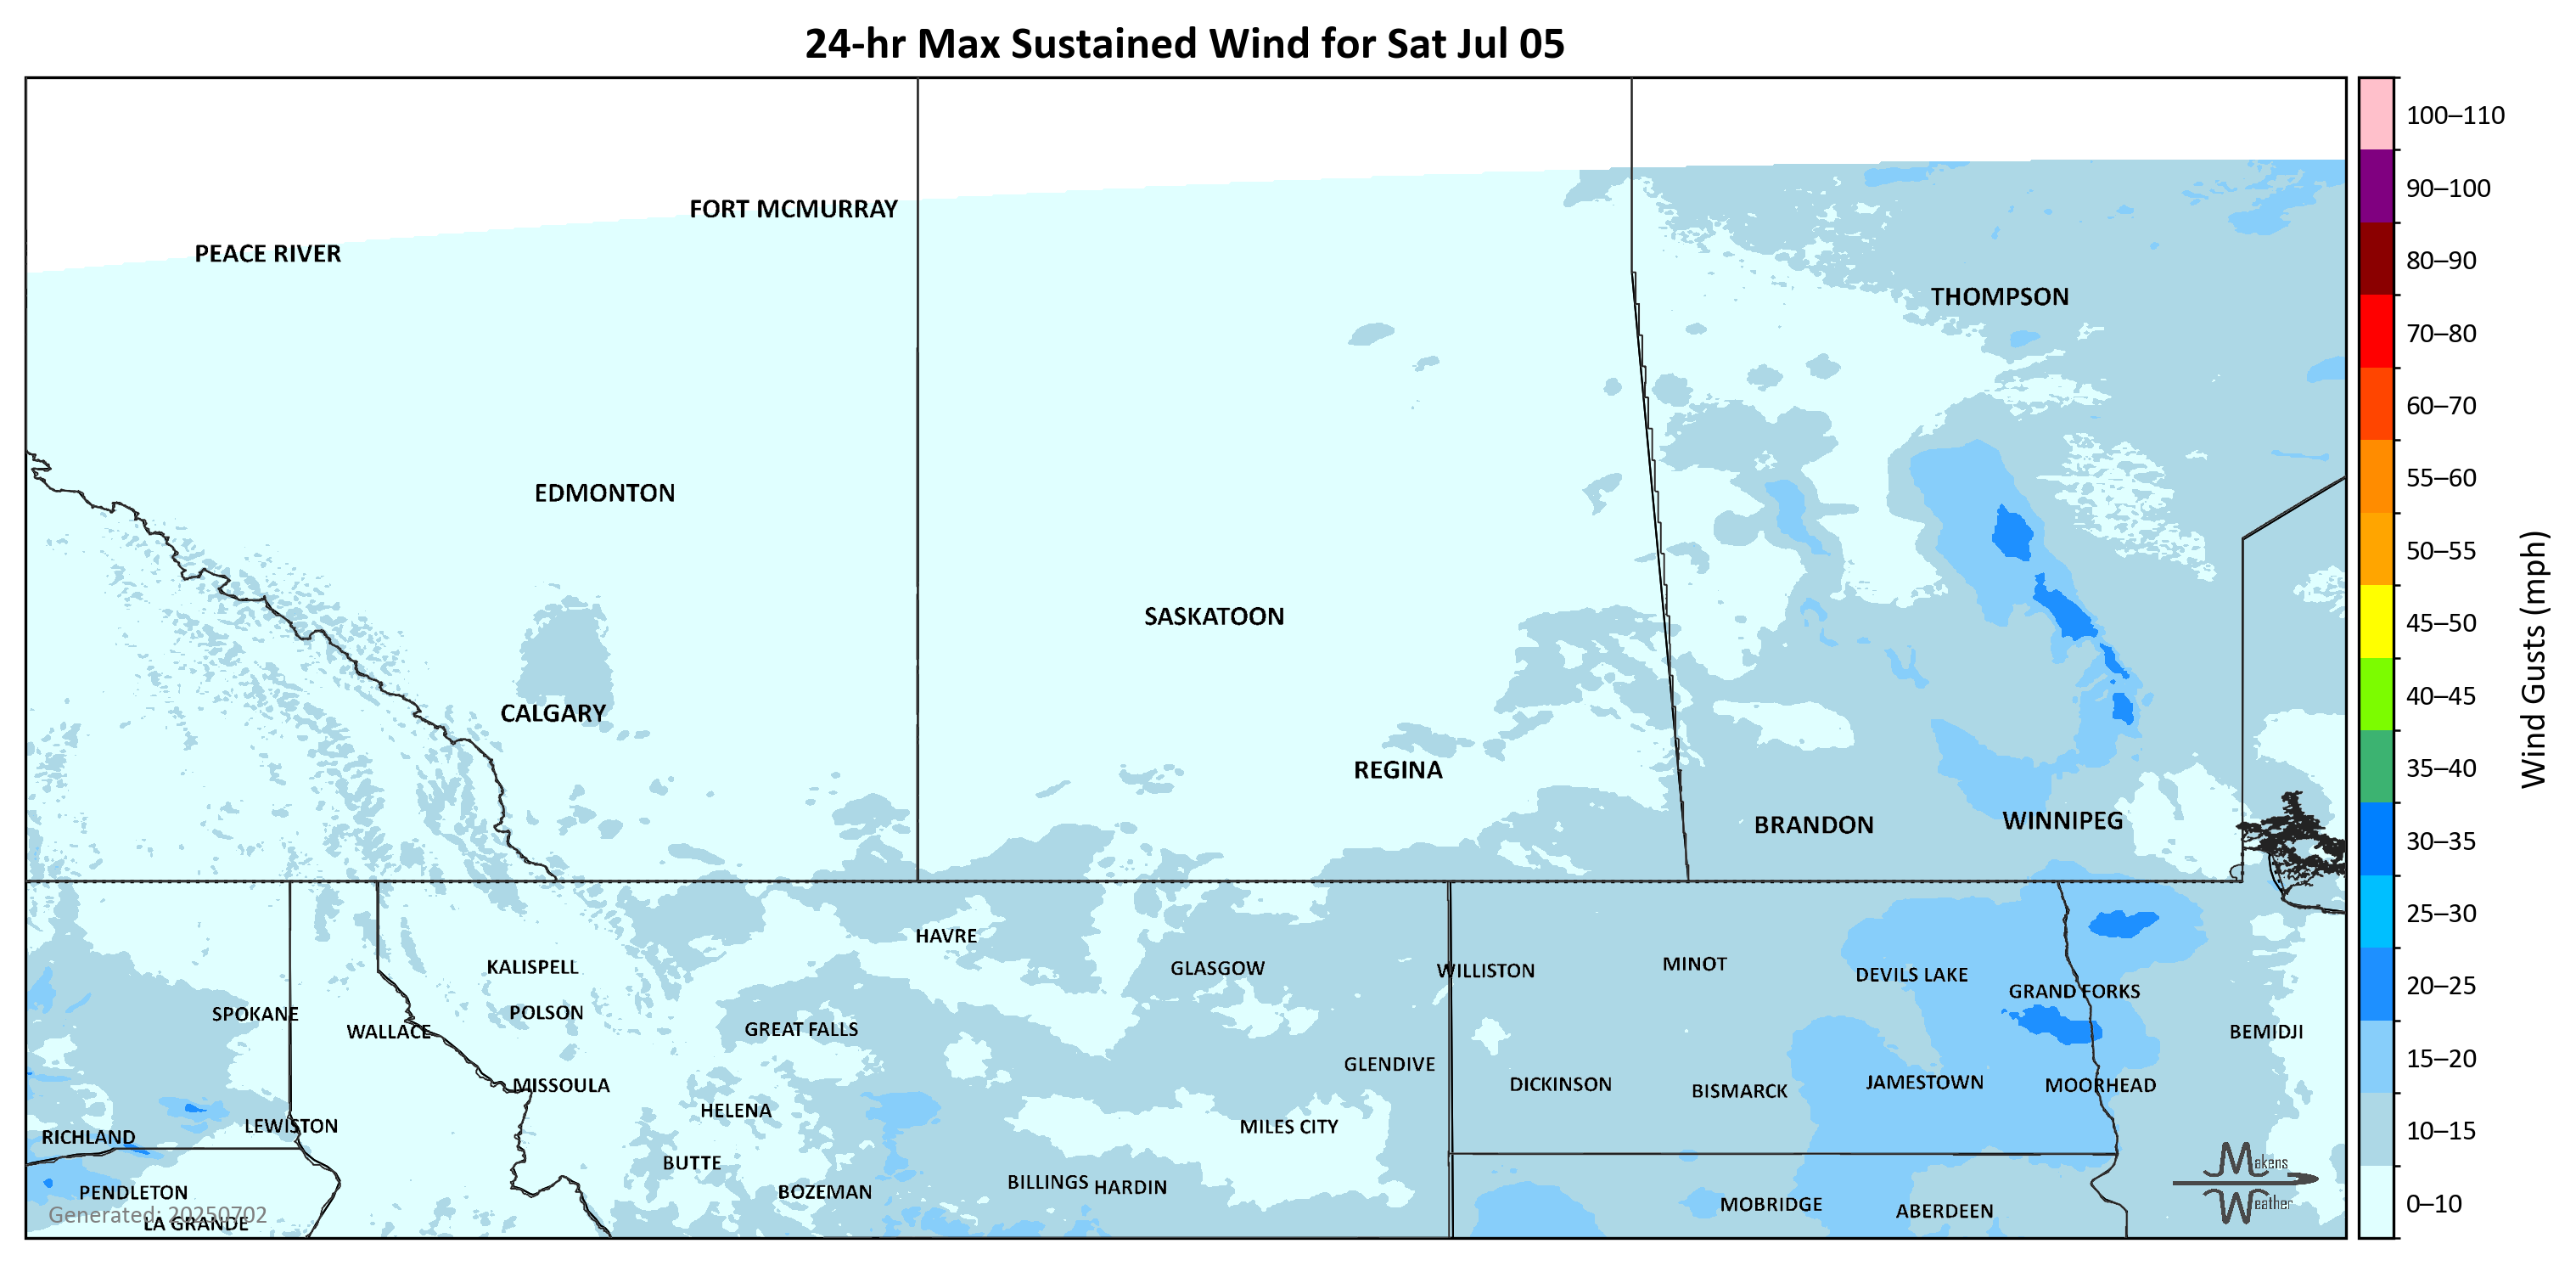 24-hr Max Sustained Wind for Sat Jul 05
100–110
90–100
80–90
70–80
60–70
55–60
50–55
45–50
40–45
35–40
30–35
25–30
20–25
15–20
10–15
0–10
Wind Gusts (mph)
FORT MCMURRAY
PEACE RIVER
THOMPSON
EDMONTON
SASKATOON
CALGARY
REGINA
BRANDON
WINNIPEG
HAVRE
KALISPELL
GLASGOW
WILLISTON
MINOT
DEVILS LAKE
GRAND FORKS
SPOKANE
POLSON
WALLACE
GREAT FALLS
BEMIDJI
GLENDIVE
MISSOULA
DICKINSON
BISMARCK
JAMESTOWN
MOORHEAD
HELENA
LEWISTON
MILES CITY
RICHLAND
BUTTE
BILLINGS
HARDIN
PENDLETON
BOZEMAN
MOBRIDGE
ABERDEEN
LA GRANDE
Generated: 20250702
Makens
Weather